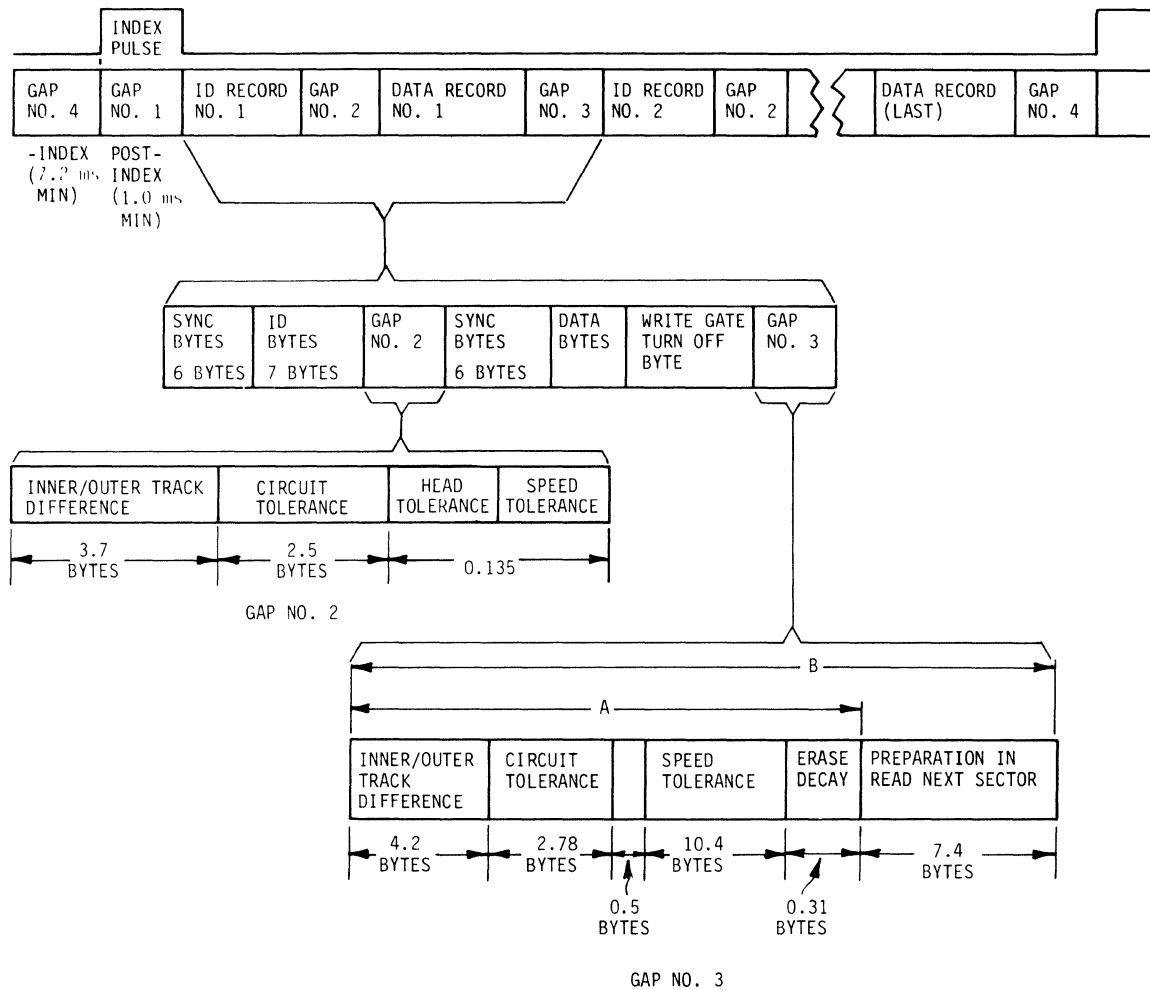 INDEX
PULSE
GAP
NO. 4
GAP
NO. 1
ID RECORD
NO. 1
GAP
NO. 2
DATA RECORD
NO. 1
GAP
NO. 3
ID RECORD
NO. 2
GAP
NO. 2
DATA RECORD
(LAST)
GAP
NO. 4
-INDEX
(7.2 ms
MIN)
POST-
INDEX
(1.0 ms
MIN)
SYNC
BYTES
6 BYTES
ID
BYTES
7 BYTES
GAP
NO. 2
SYNC
BYTES
6 BYTES
DATA
BYTES
WRITE GATE
TURN OFF
BYTE
GAP
NO. 3
INNER/OUTER TRACK
DIFFERENCE
CIRCUIT
TOLERANCE
HEAD
TOLERANCE
SPEED
TOLERANCE
3.7
BYTES
2.5
BYTES
0.135
GAP NO. 2
B
A
INNER/OUTER
TRACK
DIFFERENCE
CIRCUIT
TOLERANCE
SPEED
TOLERANCE
ERASE
DECAY
PREPARATION IN
READ NEXT SECTOR
4.2
BYTES
2.78
BYTES
10.4
BYTES
7.4
BYTES
0.5
BYTES
0.31
BYTES
GAP NO. 3